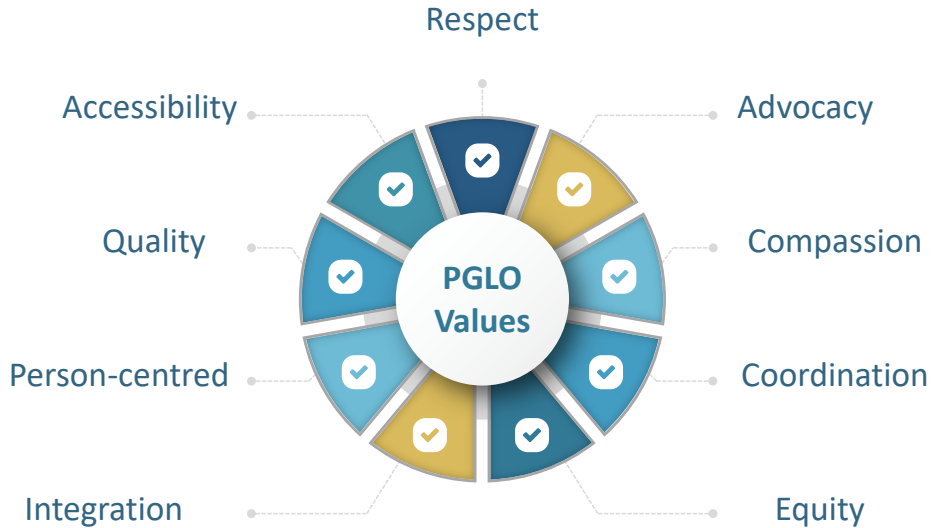 Respect
Accessibility
Advocacy
Quality
Compassion
PGLO
Values
Person-centred
Coordination
Integration
Equity